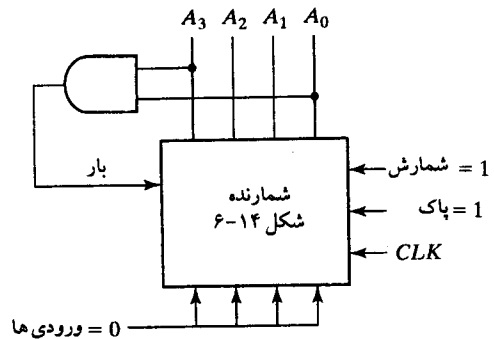 A₃ A₂ A₁ A₀
بار
شمارنده
شکل ۱۴-۶
شمارش = 1
پاک = 1
CLK
ورودی‌ها = 0